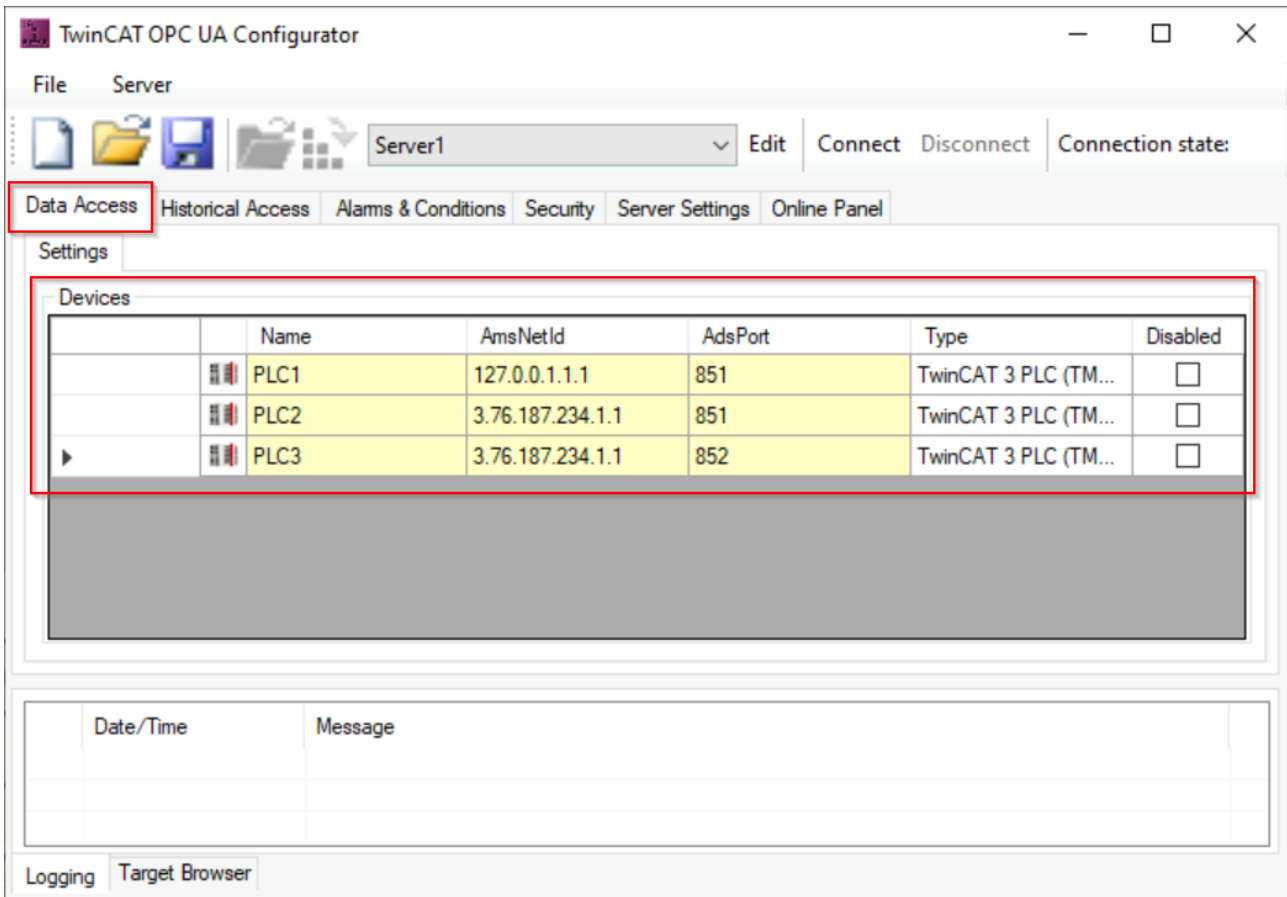 TwinCAT OPC UA Configurator
File Server
Server1 Edit Connect Disconnect Connection state:
Data Access Historical Access Alarms & Conditions Security Server Settings Online Panel
Settings
Devices
Name AmsNetId AdsPort Type Disabled
PLC1 127.0.0.1.1.1 851 TwinCAT 3 PLC (TM...
PLC2 3.76.187.234.1.1 851 TwinCAT 3 PLC (TM...
PLC3 3.76.187.234.1.1 852 TwinCAT 3 PLC (TM...
Date/Time Message
Logging Target Browser